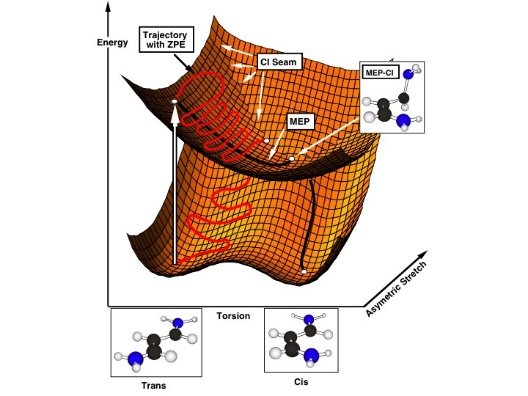 Energy
Trajectory
with ZPE
CI Seam
MEP-CI
MEP
Asymetric Stretch
Torsion
Trans
Cis